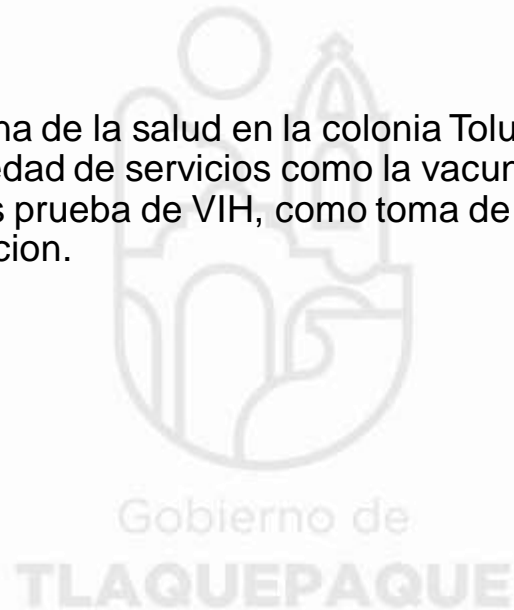 na de la salud en la colonia Tolu
edad de servicios como la vacun
s prueba de VIH, como toma de
cion.
Gobierno de
TLAQUEPAQUE